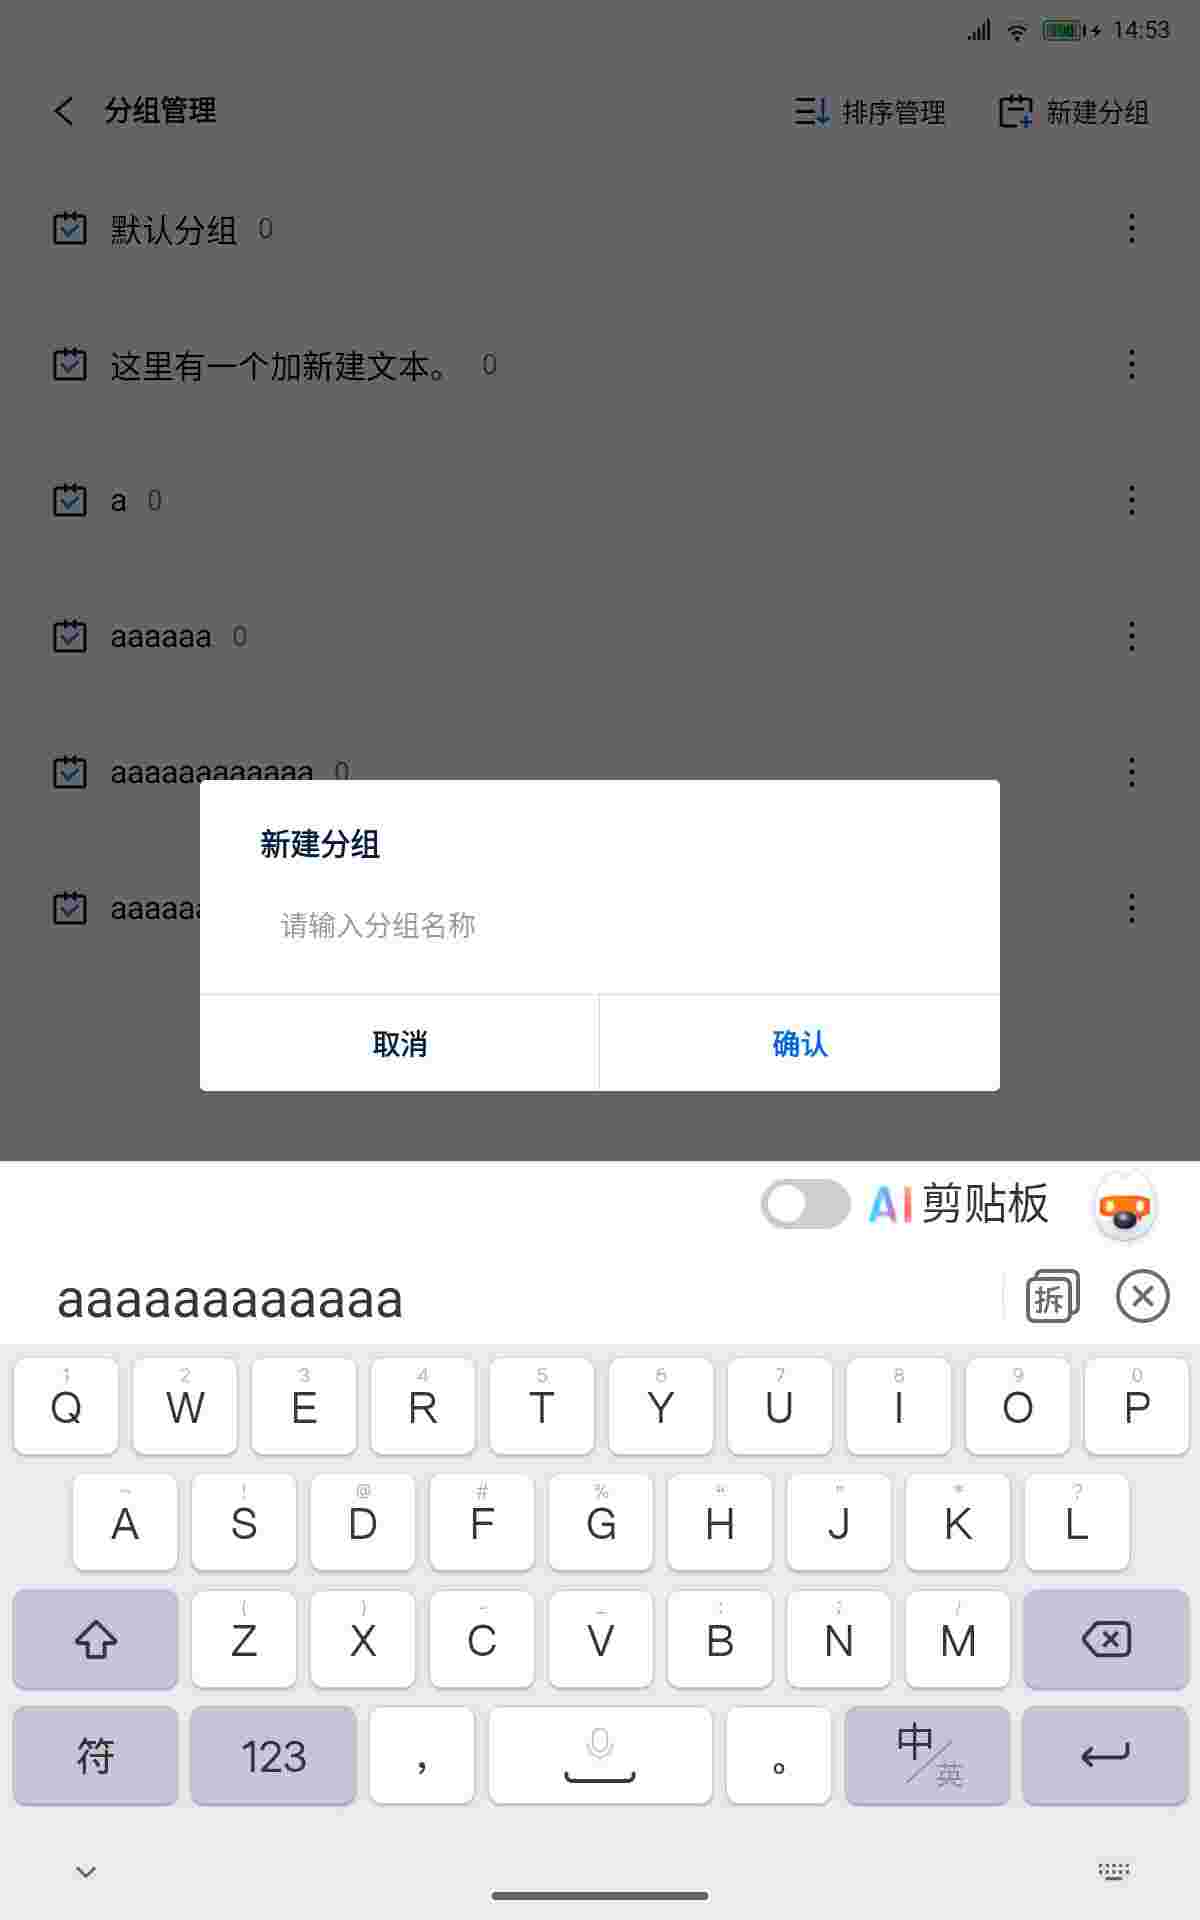 14:53
分组管理 排序管理 新建分组
默认分组 0
这里有一个加新建文本。 0
a 0
aaaaaa 0
aaaaaaaaaaaa 0
aaaaaa
新建分组
请输入分组名称
取消 确认
AI 剪贴板
aaaaaaaaaaaa 拆
1 2 3 4 5 6 7 8 9 0
Q W E R T Y U I O P
~ ! @ # % “ ” * ?
A S D F G H J K L
( ) - _ : ; /
Z X C V B N M
符 123 , 。 中/英